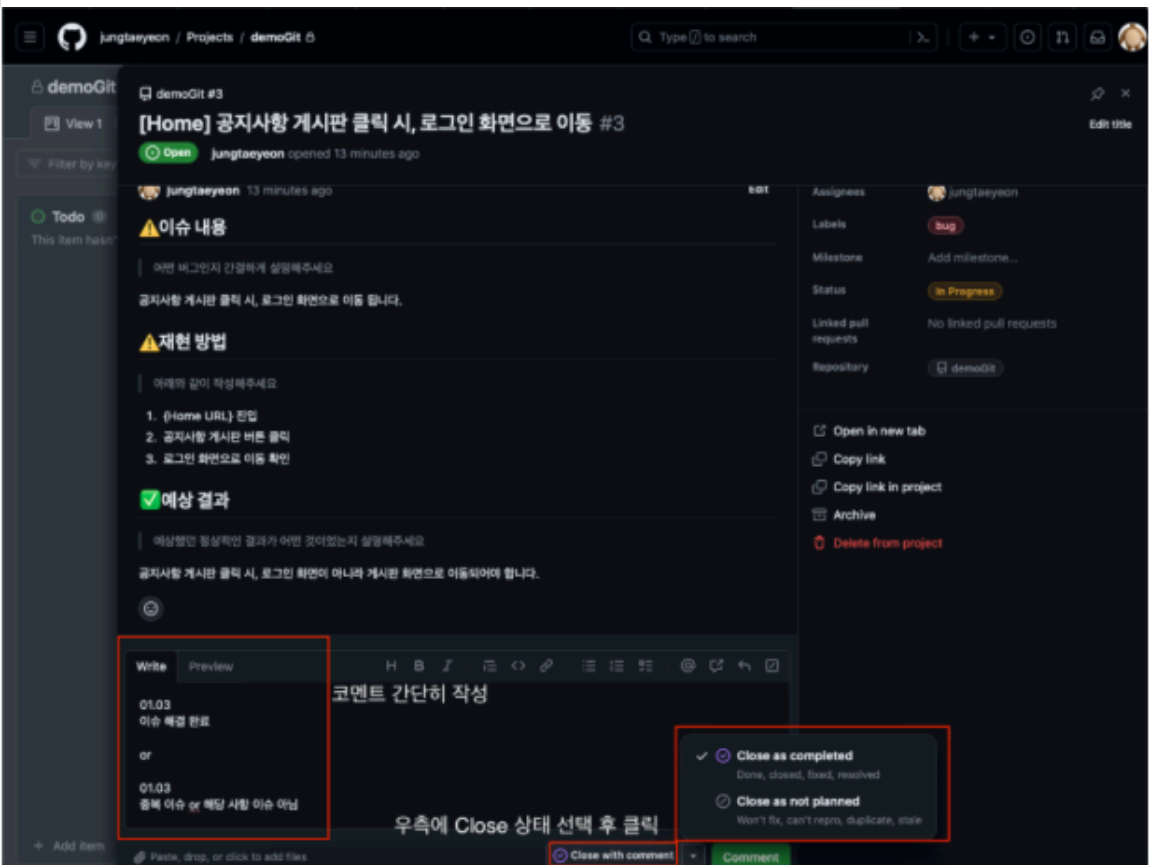 jungtaeyeon / Projects / demoGit
Type / to search
demoGit
View 1
Filter by key
Todo 0
This item hasn'
Add item
demoGit #3
[Home] 공지사항 게시판 클릭 시, 로그인 화면으로 이동 #3
Edit title
Open jungtaeyeon opened 13 minutes ago
jungtaeyeon 13 minutes ago
Edit
⚠️이슈 내용
어떤 버그인지 간결하게 설명해주세요
공지사항 게시판 클릭 시, 로그인 화면으로 이동 됩니다.
⚠️재현 방법
아래와 같이 작성해주세요
1. {Home URL} 진입
2. 공지사항 게시판 버튼 클릭
3. 로그인 화면으로 이동 확인
✅예상 결과
예상했던 정상적인 결과가 어떤 것이었는지 설명해주세요
공지사항 게시판 클릭 시, 로그인 화면이 아니라 게시판 화면으로 이동되어야 합니다.
Assignees jungtaeyeon
Labels bug
Milestone Add milestone...
Status In Progress
Linked pull requests No linked pull requests
Repository demoGit
Open in new tab
Copy link
Copy link in project
Archive
Delete from project
Write Preview
코멘트 간단히 작성
01.03
이슈 해결 완료
or
01.03
중복 이슈 or 해당 사항 이슈 아님
Close as completed
Done, closed, fixed, resolved
Close as not planned
Won't fix, can't repro, duplicate, stale
우측에 Close 상태 선택 후 클릭
Paste, drop, or click to add files
Close with comment
Comment